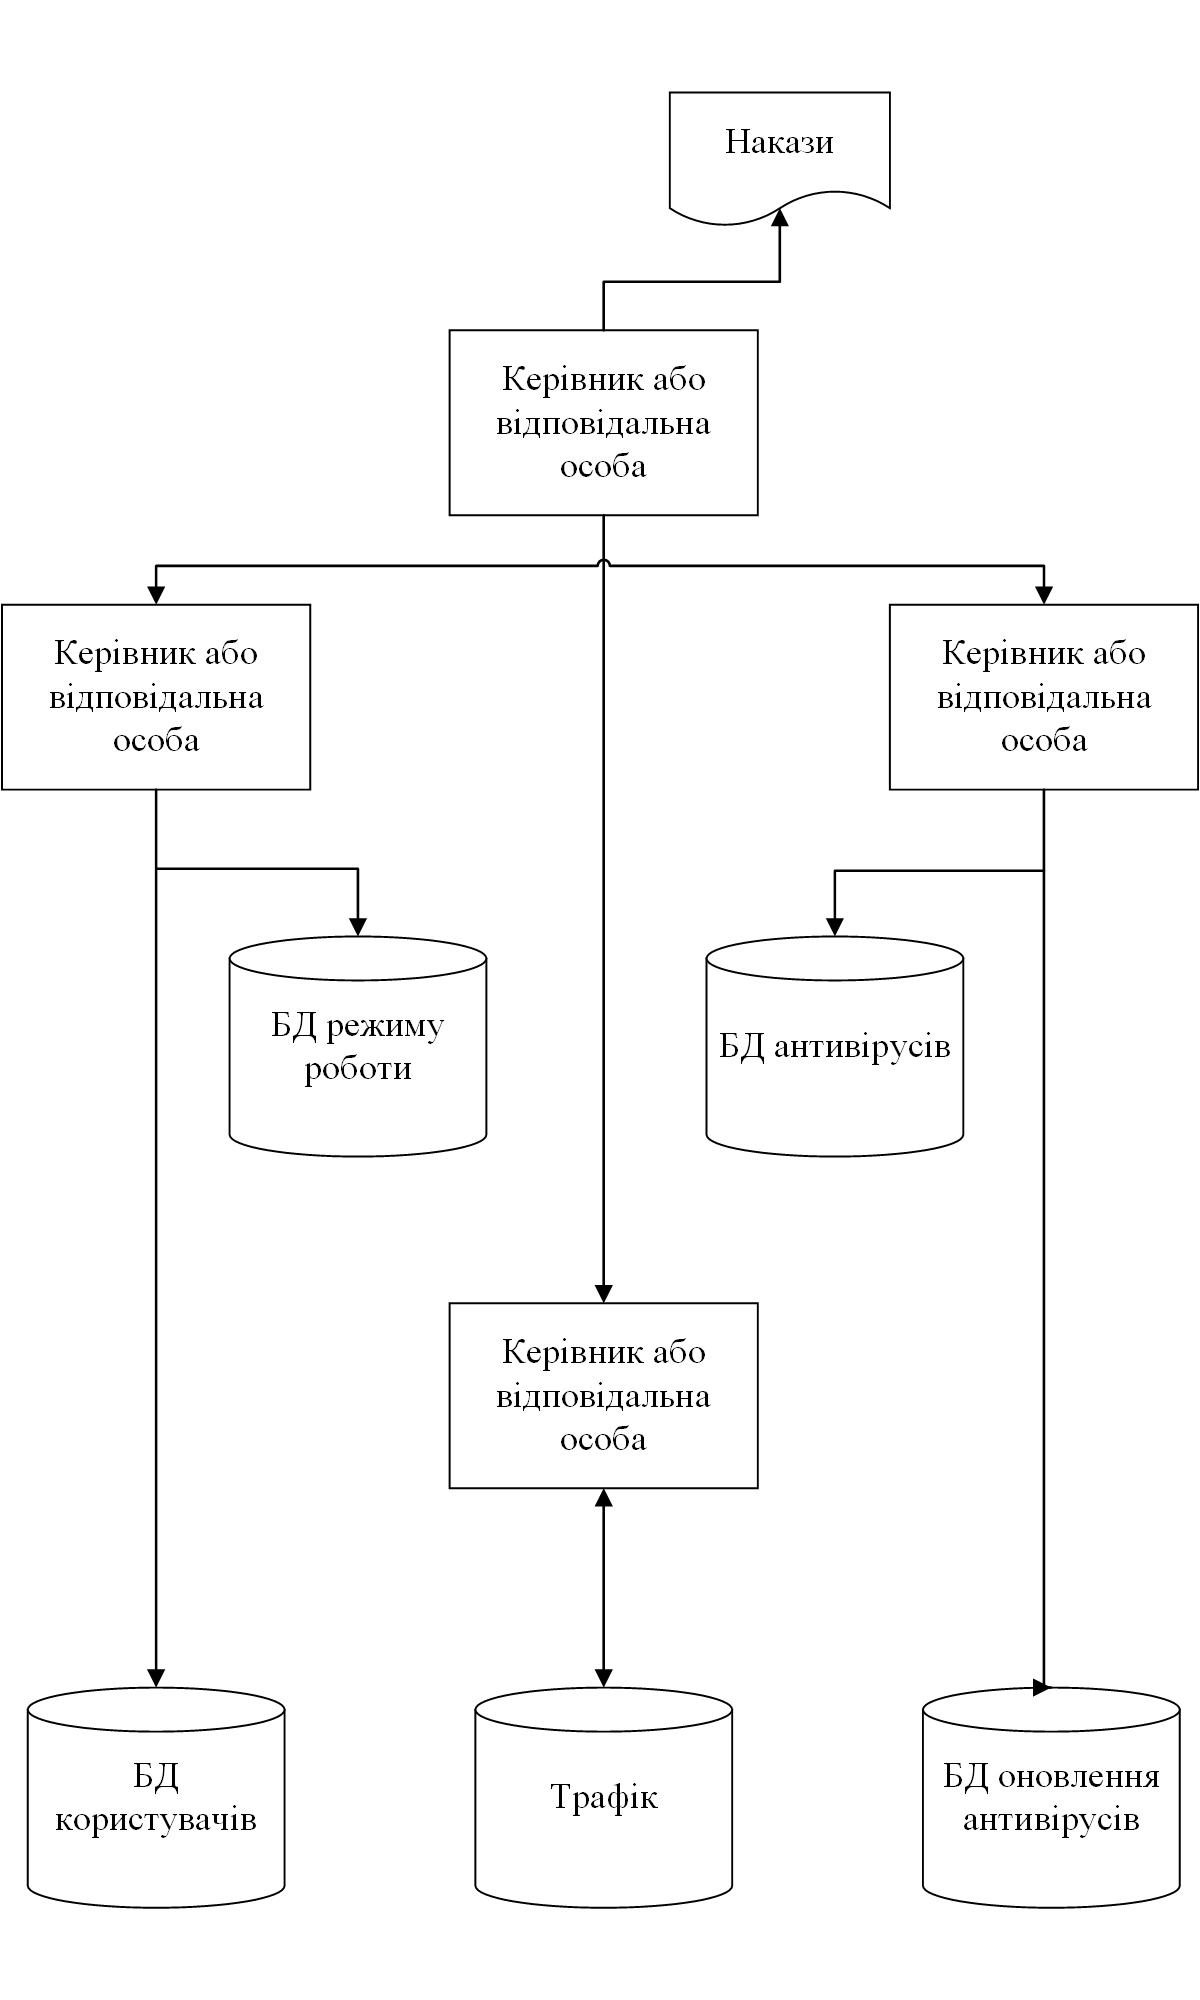 Накази
Керівник або
відповідальна
особа
Керівник або
відповідальна
особа
Керівник або
відповідальна
особа
БД режиму
роботи
БД антивірусів
Керівник або
відповідальна
особа
БД
користувачів
Трафік
БД оновлення
антивірусів